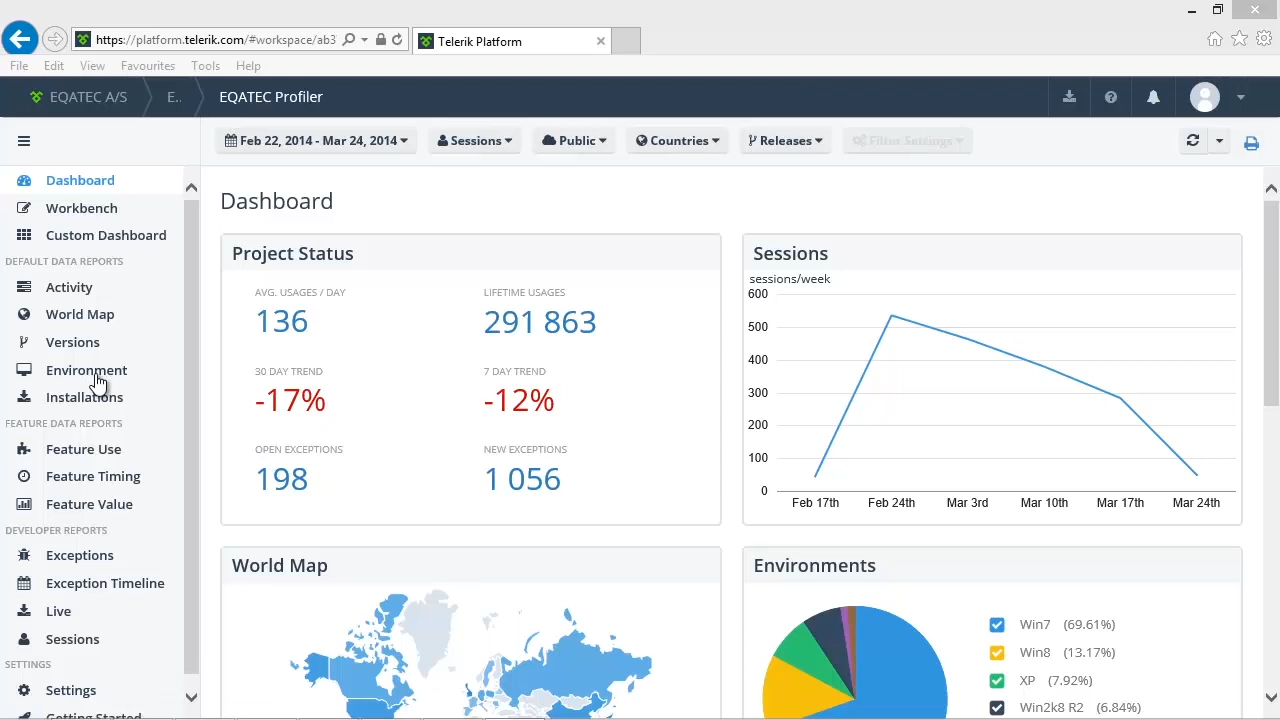 https://platform.telerik.com/#workspace/ab3
Telerik Platform
File Edit View Favourites Tools Help
EQATEC A/S E.. EQATEC Profiler
Feb 22, 2014 - Mar 24, 2014 Sessions Public Countries Releases Filter Settings
Dashboard
Workbench
Custom Dashboard
DEFAULT DATA REPORTS
Activity
World Map
Versions
Environment
Installations
FEATURE DATA REPORTS
Feature Use
Feature Timing
Feature Value
DEVELOPER REPORTS
Exceptions
Exception Timeline
Live
Sessions
SETTINGS
Settings
Getting Started
Dashboard
Project Status
AVG. USAGES / DAY LIFETIME USAGES
136 291 863
30 DAY TREND 7 DAY TREND
-17% -12%
OPEN EXCEPTIONS NEW EXCEPTIONS
198 1 056
Sessions
sessions/week
600
500
400
300
200
100
0
Feb 17th Feb 24th Mar 3rd Mar 10th Mar 17th Mar 24th
World Map
Environments
Win7 (69.61%)
Win8 (13.17%)
XP (7.92%)
Win2k8 R2 (6.84%)